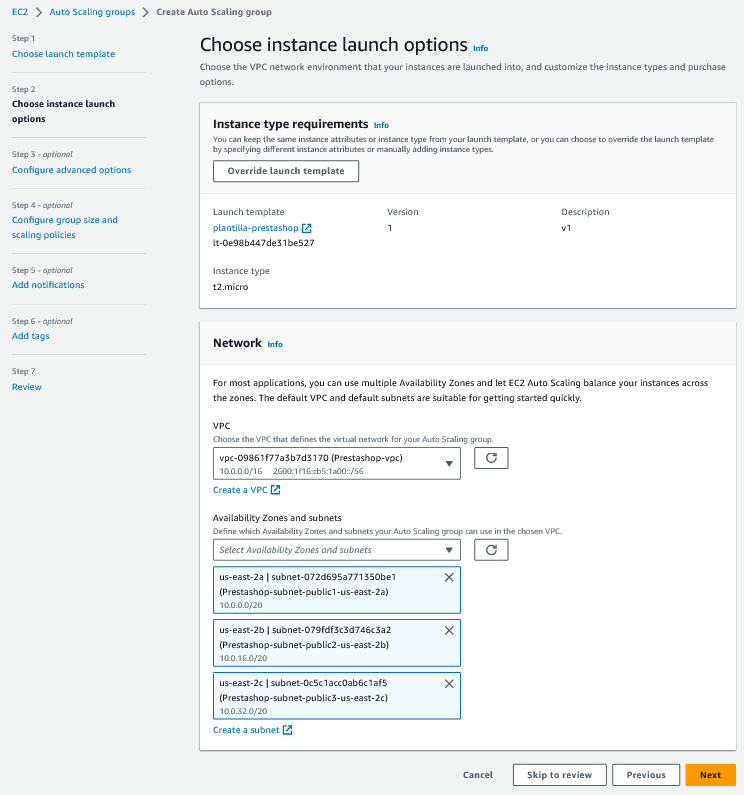 EC2 > Auto Scaling groups > Create Auto Scaling group
Step 1
Choose launch template
Step 2
Choose instance launch
options
Step 3 - optional
Configure advanced options
Step 4 - optional
Configure group size and
scaling policies
Step 5 - optional
Add notifications
Step 6 - optional
Add tags
Step 7
Review
Choose instance launch options Info
Choose the VPC network environment that your instances are launched into, and customize the instance types and purchase
options.
Instance type requirements Info
You can keep the same instance attributes or instance type from your launch template, or you can choose to override the launch template
by specifying different instance attributes or manually adding instance types.
Override launch template
Launch template
plantilla-prestashop
lt-0e98b447de31be527
Version
1
Description
v1
Instance type
t2.micro
Network Info
For most applications, you can use multiple Availability Zones and let EC2 Auto Scaling balance your instances across
the zones. The default VPC and default subnets are suitable for getting started quickly.
VPC
Choose the VPC that defines the virtual network for your Auto Scaling group.
vpc-09861f77a3b7d3170 (Prestashop-vpc)
10.0.0.0/16 2600:1f16:cb5:1a00::/56
Create a VPC
Availability Zones and subnets
Define which Availability Zones and subnets your Auto Scaling group can use in the chosen VPC.
Select Availability Zones and subnets
us-east-2a | subnet-072d695a771350be1
(Prestashop-subnet-public1-us-east-2a)
10.0.0.0/20
us-east-2b | subnet-079fdf3c3d746c3a2
(Prestashop-subnet-public2-us-east-2b)
10.0.16.0/20
us-east-2c | subnet-0c5c1acc0ab6c1af5
(Prestashop-subnet-public3-us-east-2c)
10.0.32.0/20
Create a subnet
Cancel
Skip to review
Previous
Next